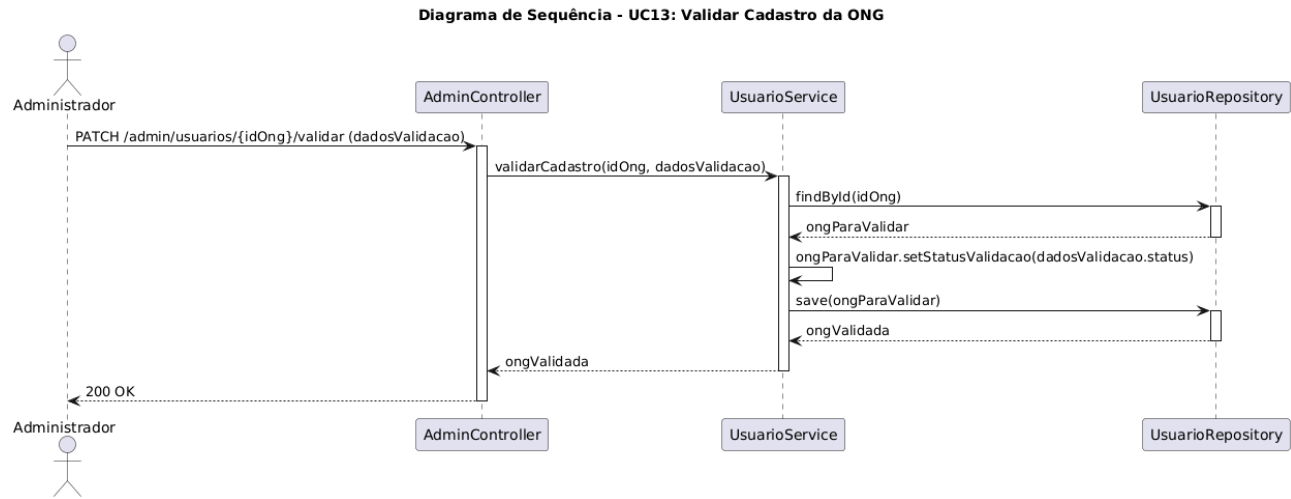 Diagrama de Sequência - UC13: Validar Cadastro da ONG
Administrador
AdminController
UsuarioService
UsuarioRepository
PATCH /admin/usuarios/{idOng}/validar (dadosValidacao)
validarCadastro(idOng, dadosValidacao)
findById(idOng)
ongParaValidar
ongParaValidar.setStatusValidacao(dadosValidacao.status)
save(ongParaValidar)
ongValidada
ongValidada
200 OK
Administrador
AdminController
UsuarioService
UsuarioRepository